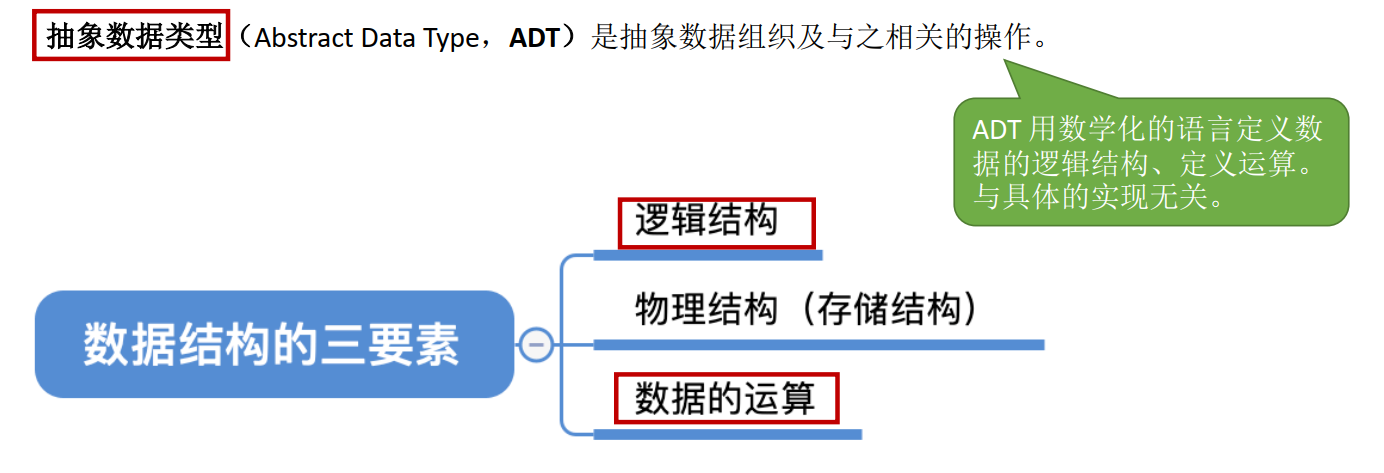 抽象数据类型（Abstract Data Type，ADT）是抽象数据组织及与之相关的操作。
ADT 用数学化的语言定义数
据的逻辑结构、定义运算。
与具体的实现无关。
逻辑结构
物理结构（存储结构）
数据结构的三要素
数据的运算